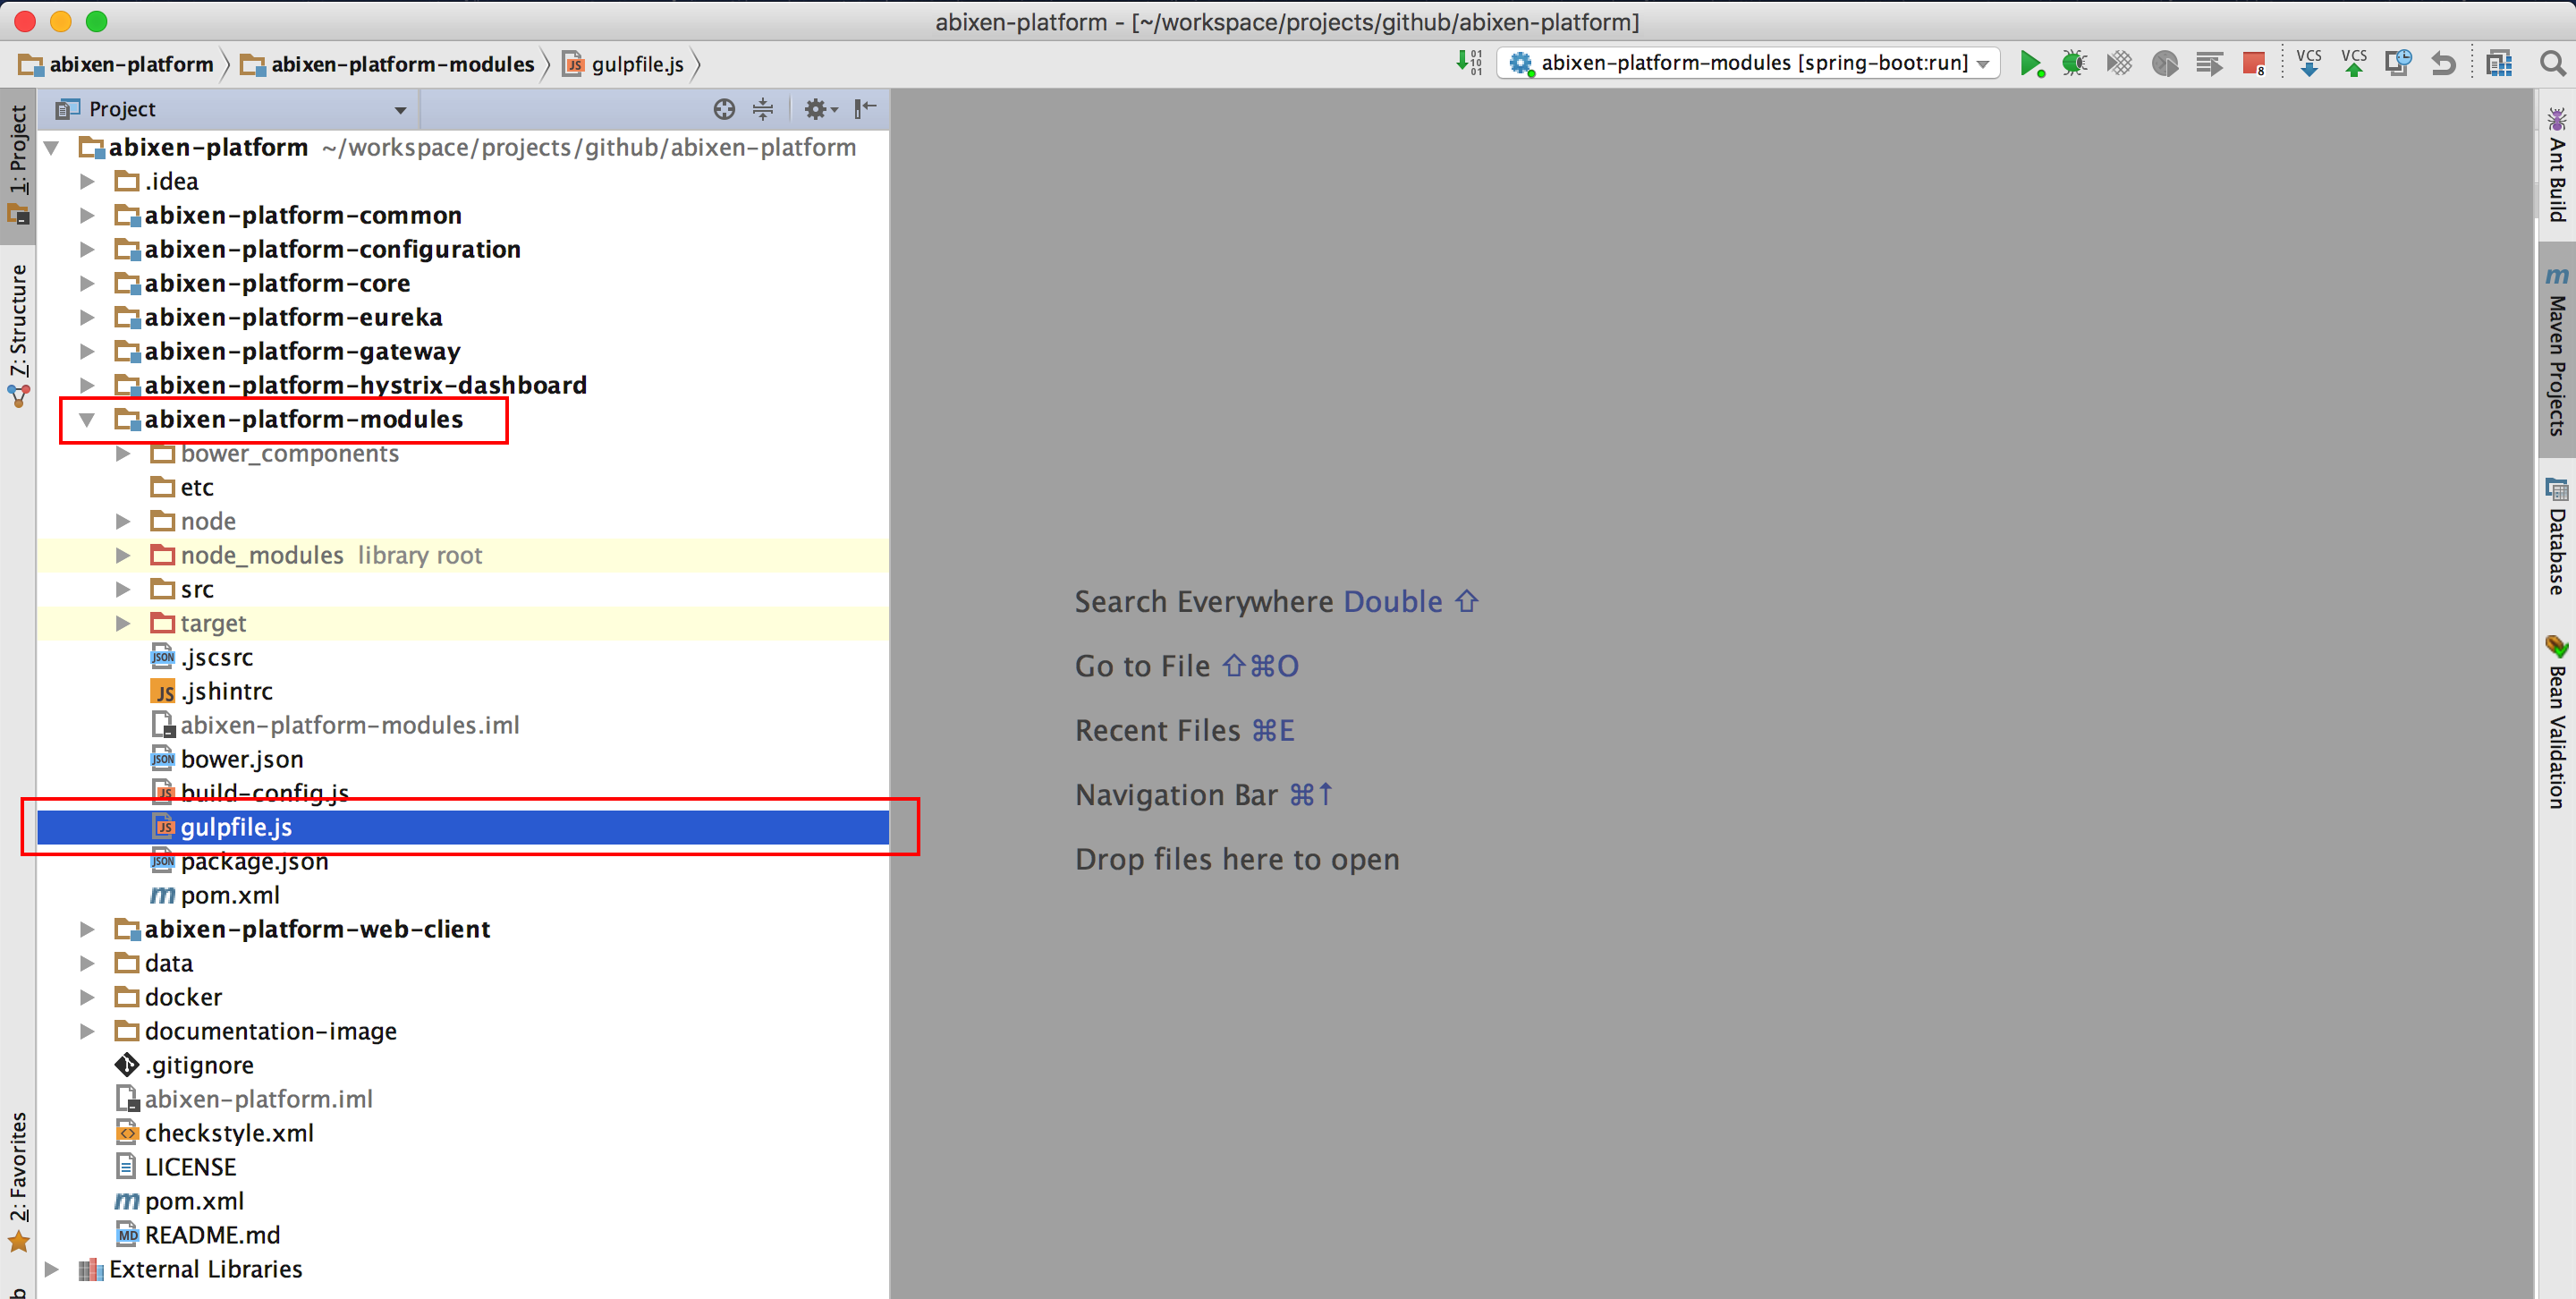 abixen-platform - [~/workspace/projects/github/abixen-platform]
abixen-platform
abixen-platform-modules
gulpfile.js
abixen-platform-modules [spring-boot:run]
VCS
VCS
Project
1: Project
7: Structure
2: Favorites
abixen-platform ~/workspace/projects/github/abixen-platform
.idea
abixen-platform-common
abixen-platform-configuration
abixen-platform-core
abixen-platform-eureka
abixen-platform-gateway
abixen-platform-hystrix-dashboard
abixen-platform-modules
bower_components
etc
node
node_modules library root
src
target
.jscsrc
.jshintrc
abixen-platform-modules.iml
bower.json
build-config.js
gulpfile.js
package.json
pom.xml
abixen-platform-web-client
data
docker
documentation-image
.gitignore
abixen-platform.iml
checkstyle.xml
LICENSE
pom.xml
README.md
External Libraries
Search Everywhere Double ⇧
Go to File ⇧⌘O
Recent Files ⌘E
Navigation Bar ⌘↑
Drop files here to open
Ant Build
Maven Projects
Database
Bean Validation